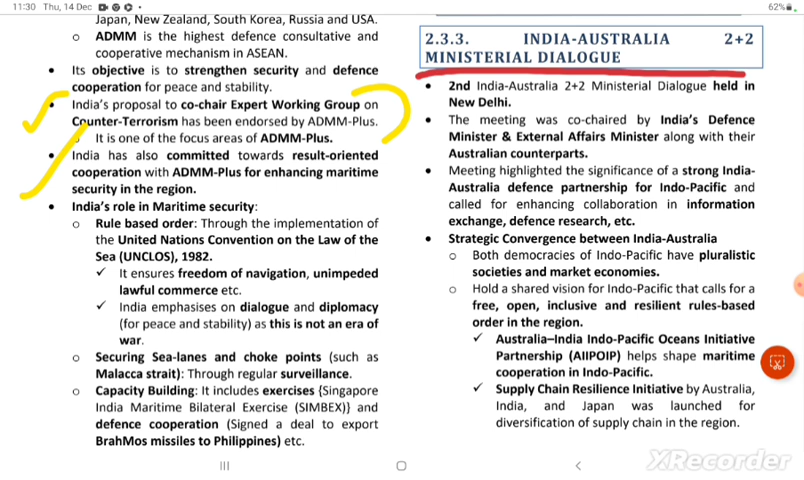 11:30 Thu, 14 Dec
62%
Japan, New Zealand, South Korea, Russia and USA.
o ADMM is the highest defence consultative and
cooperative mechanism in ASEAN.
• Its objective is to strengthen security and defence
cooperation for peace and stability.
• India's proposal to co-chair Expert Working Group on
Counter-Terrorism has been endorsed by ADMM-Plus.
It is one of the focus areas of ADMM-Plus.
• India has also committed towards result-oriented
cooperation with ADMM-Plus for enhancing maritime
security in the region.
• India's role in Maritime security:
o Rule based order: Through the implementation of
the United Nations Convention on the Law of the
Sea (UNCLOS), 1982.
✓ It ensures freedom of navigation, unimpeded
lawful commerce etc.
✓ India emphasises on dialogue and diplomacy
(for peace and stability) as this is not an era of
war.
o Securing Sea-lanes and choke points (such as
Malacca strait): Through regular surveillance.
o Capacity Building: It includes exercises {Singapore
India Maritime Bilateral Exercise (SIMBEX)} and
defence cooperation (Signed a deal to export
BrahMos missiles to Philippines) etc.
2.3.3. INDIA-AUSTRALIA 2+2
MINISTERIAL DIALOGUE
• 2nd India-Australia 2+2 Ministerial Dialogue held in
New Delhi.
• The meeting was co-chaired by India's Defence
Minister & External Affairs Minister along with their
Australian counterparts.
• Meeting highlighted the significance of a strong India-
Australia defence partnership for Indo-Pacific and
called for enhancing collaboration in information
exchange, defence research, etc.
• Strategic Convergence between India-Australia
o Both democracies of Indo-Pacific have pluralistic
societies and market economies.
o Hold a shared vision for Indo-Pacific that calls for a
free, open, inclusive and resilient rules-based
order in the region.
✓ Australia–India Indo-Pacific Oceans Initiative
Partnership (AIIPOIP) helps shape maritime
cooperation in Indo-Pacific.
✓ Supply Chain Resilience Initiative by Australia,
India, and Japan was launched for
diversification of supply chain in the region.
XRecorder